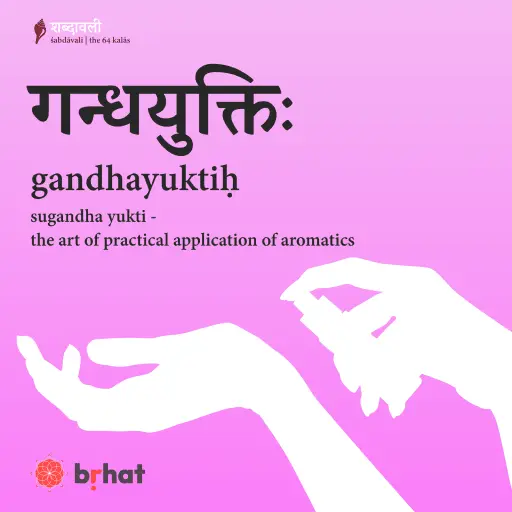 शब्दावली
śabdāvalī | the 64 kalās
गन्धयुक्तिः
gandhayuktiḥ
sugandha yukti -
the art of practical application of aromatics
bṛhat